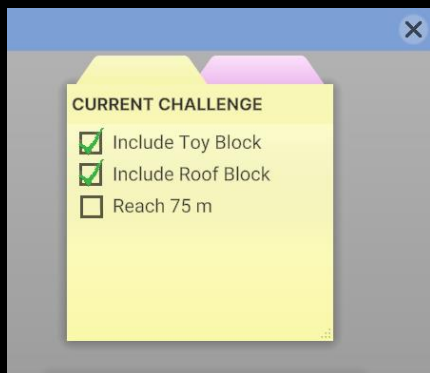 CURRENT CHALLENGE
Include Toy Block
Include Roof Block
Reach 75 m